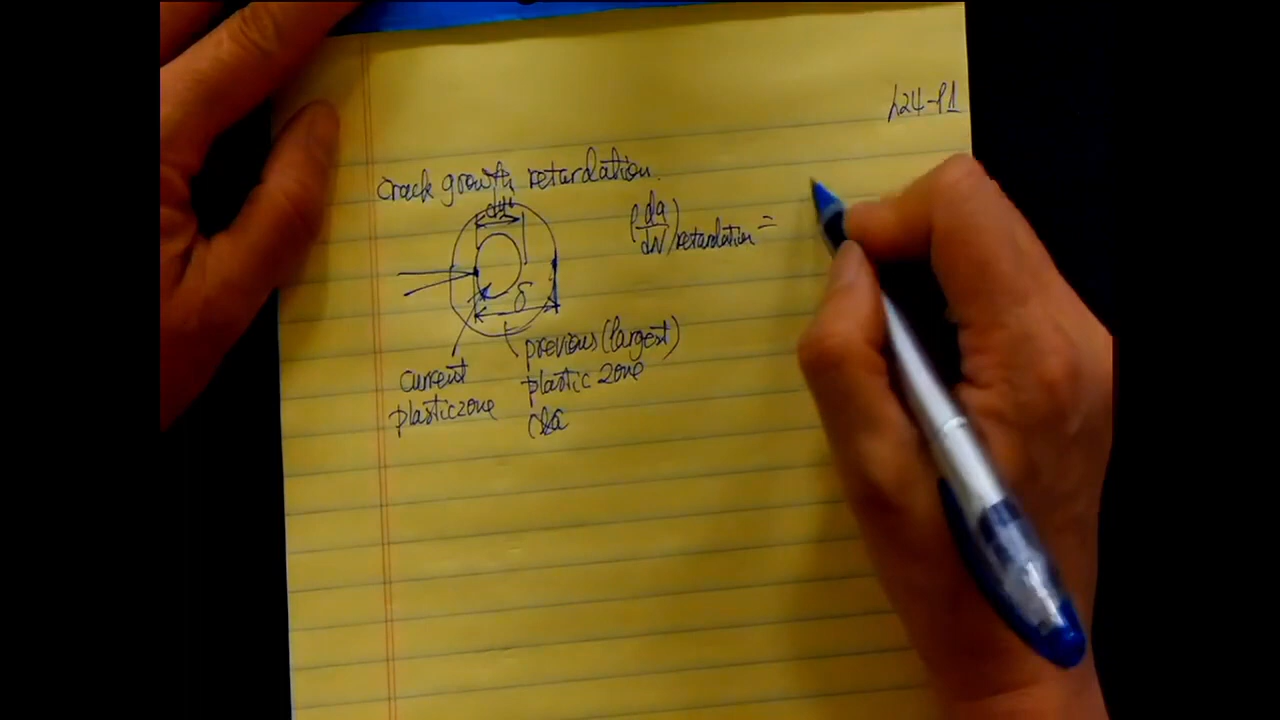 L24-P1
crack growth retardation.
(da/dN)retardation =
δ
previous (largest)
plastic zone
current
plastic zone